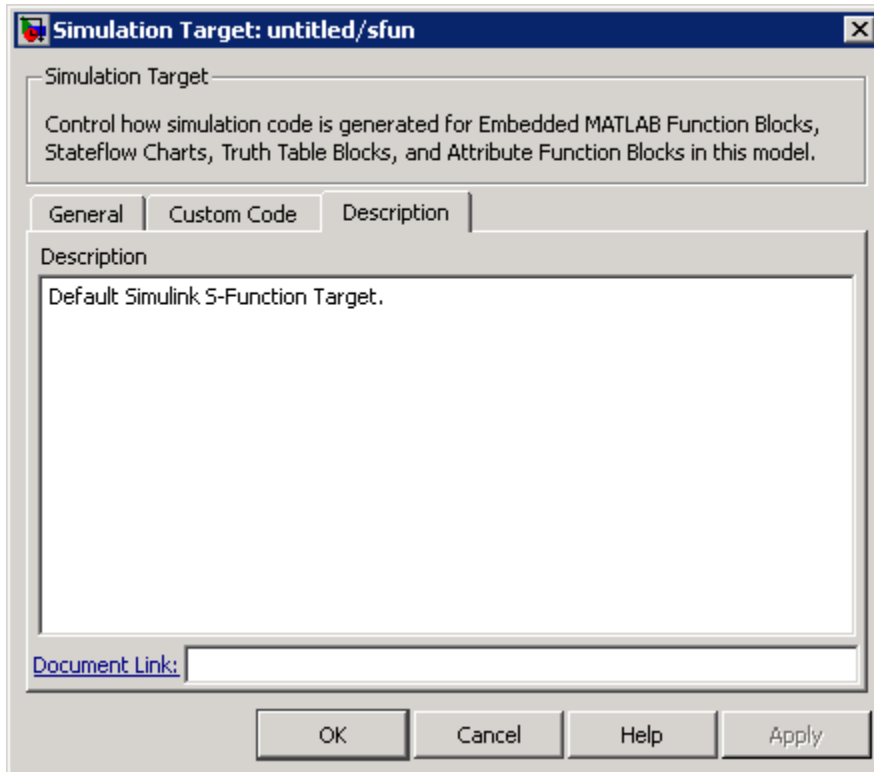 Simulation Target: untitled/sfun
Simulation Target
Control how simulation code is generated for Embedded MATLAB Function Blocks,
Stateflow Charts, Truth Table Blocks, and Attribute Function Blocks in this model.
General Custom Code Description
Description
Default Simulink S-Function Target.
Document Link:
OK Cancel Help Apply